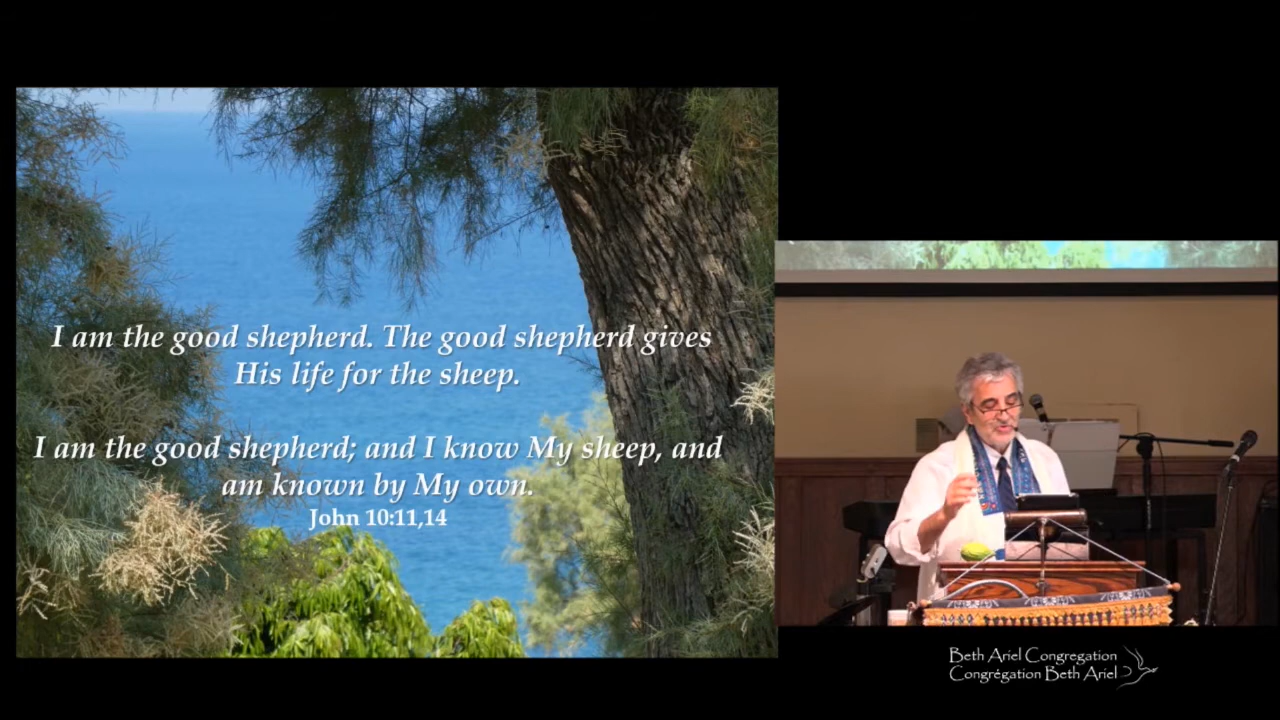 I am the good shepherd. The good shepherd gives
His life for the sheep.
I am the good shepherd; and I know My sheep, and
am known by My own.
John 10:11,14
Beth Ariel Congregation
Congrégation Beth Ariel